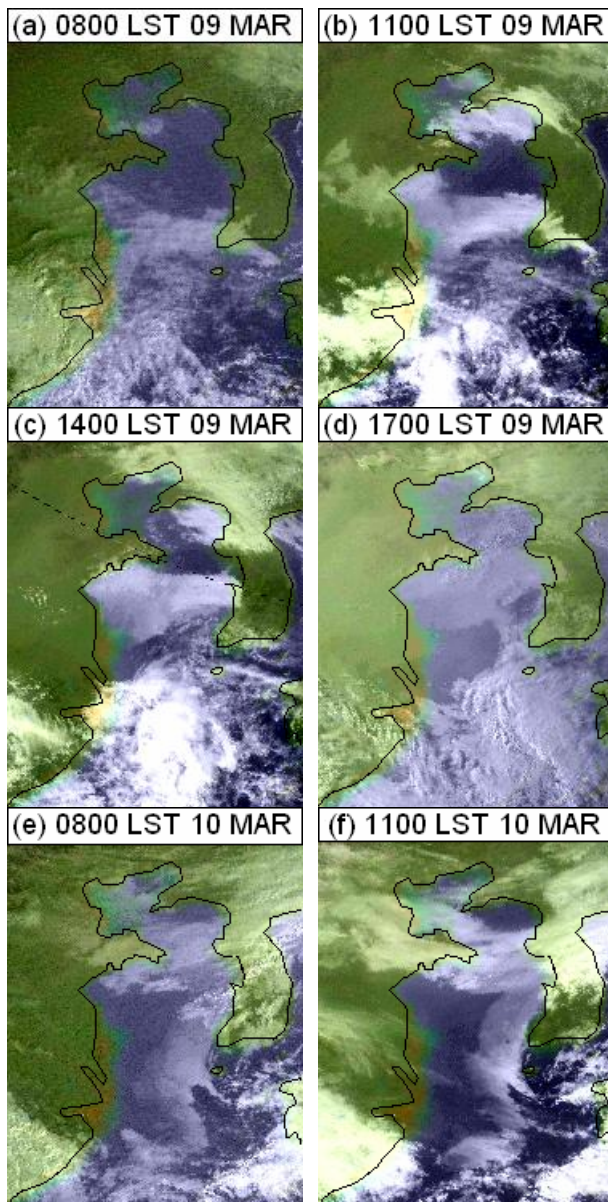 (a) 0800 LST 09 MAR
(b) 1100 LST 09 MAR
(c) 1400 LST 09 MAR
(d) 1700 LST 09 MAR
(e) 0800 LST 10 MAR
(f) 1100 LST 10 MAR